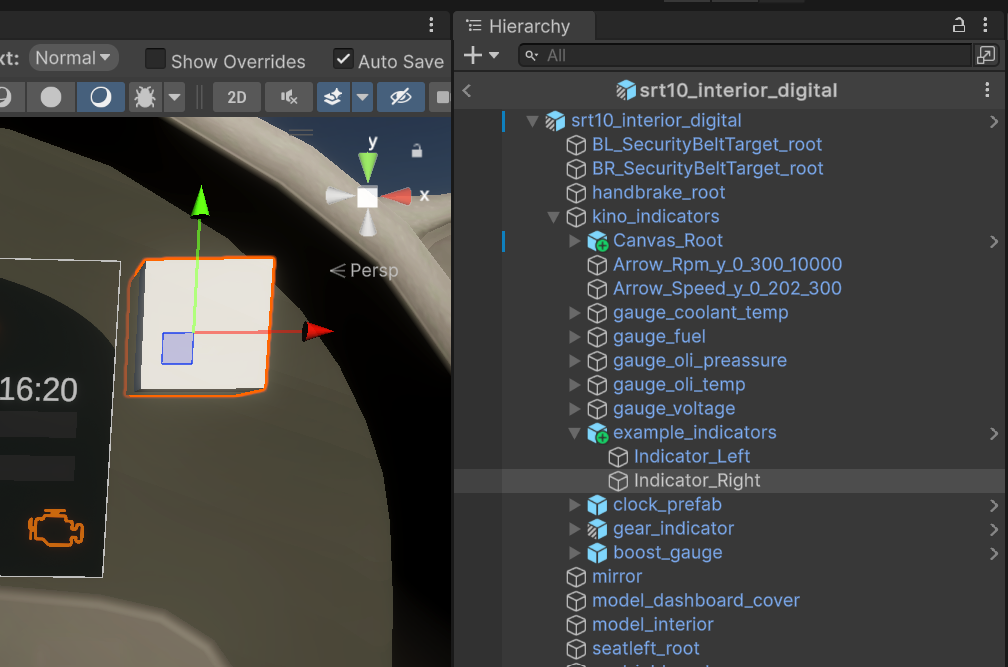 Hierarchy
xt: Normal Show Overrides Auto Save
All
2D
srt10_interior_digital
srt10_interior_digital
BL_SecurityBeltTarget_root
BR_SecurityBeltTarget_root
handbrake_root
kino_indicators
Canvas_Root
Arrow_Rpm_y_0_300_10000
Arrow_Speed_y_0_202_300
gauge_coolant_temp
gauge_fuel
gauge_oli_preassure
gauge_oli_temp
gauge_voltage
example_indicators
Indicator_Left
Indicator_Right
clock_prefab
gear_indicator
boost_gauge
mirror
model_dashboard_cover
model_interior
seatleft_root
y
x
Persp
16:20